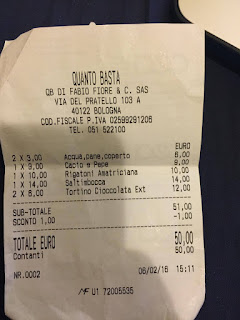 QUANTO BASTA
QB DI FABIO FIORE & C. SAS
VIA DEL PRATELLO 103 A
40122 BOLOGNA
COD.FISCALE P.IVA 02599291206
TEL. 051 522100
EURO
2 X 3,00 Acqua,pane,coperto 6,00
1 X 9,00 Cacio e Pepe 9,00
1 X 10,00 Rigatoni Amatriciana 10,00
1 X 14,00 Saltimbocca 14,00
2 X 6,00 Tortino Cioccolata Ext 12,00
SUB-TOTALE 51,00
SCONTO 1,00 -1,00
TOTALE EURO 50,00
Contanti 50,00
NR.0002 06/02/16 15:11
MF U1 72005535